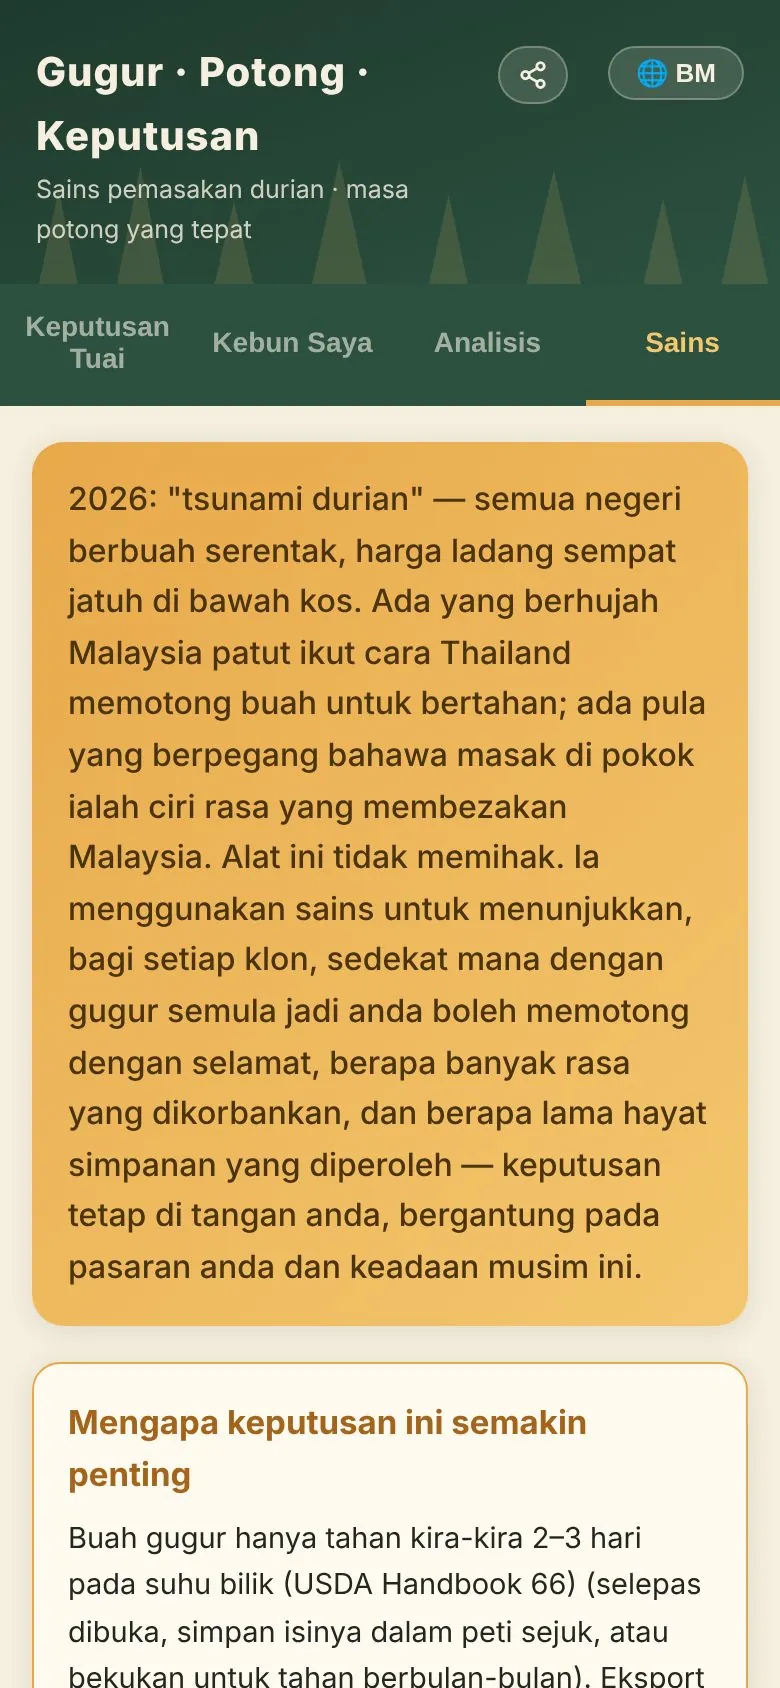 Gugur · Potong ·
Keputusan
Sains pemasakan durian · masa
potong yang tepat
BM
Keputusan
Tuai
Kebun Saya
Analisis
Sains
2026: "tsunami durian" — semua negeri
berbuah serentak, harga ladang sempat
jatuh di bawah kos. Ada yang berhujah
Malaysia patut ikut cara Thailand
memotong buah untuk bertahan; ada pula
yang berpegang bahawa masak di pokok
ialah ciri rasa yang membezakan
Malaysia. Alat ini tidak memihak. Ia
menggunakan sains untuk menunjukkan,
bagi setiap klon, sedekat mana dengan
gugur semula jadi anda boleh memotong
dengan selamat, berapa banyak rasa
yang dikorbankan, dan berapa lama hayat
simpanan yang diperoleh — keputusan
tetap di tangan anda, bergantung pada
pasaran anda dan keadaan musim ini.
Mengapa keputusan ini semakin
penting
Buah gugur hanya tahan kira-kira 2–3 hari
pada suhu bilik (USDA Handbook 66) (selepas
dibuka, simpan isinya dalam peti sejuk, atau
bekukan untuk tahan berbulan-bulan). Eksport